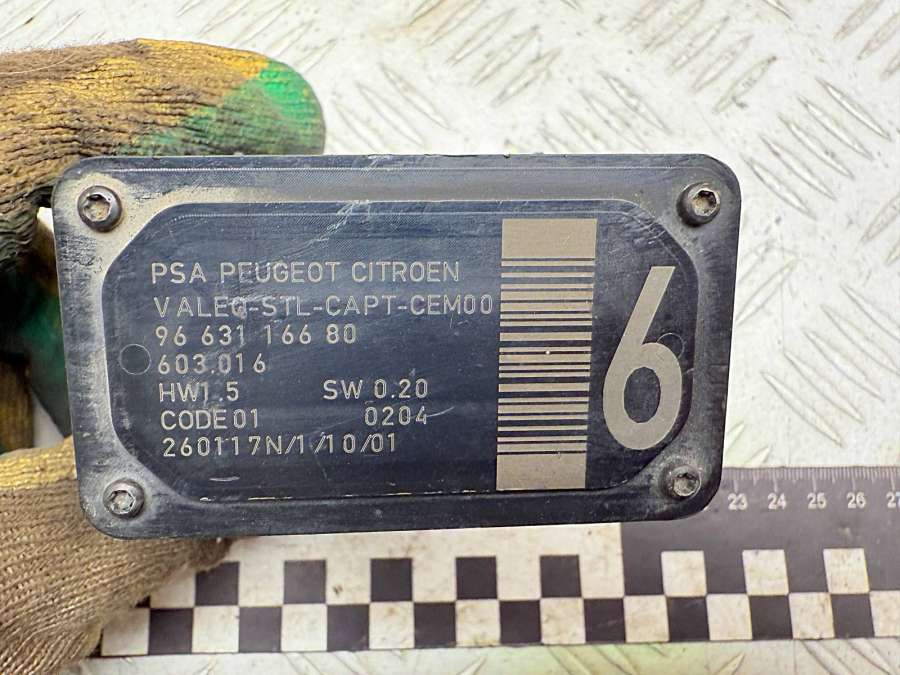 PSA PEUGEOT CITROEN
VALEO-STL-CAPT-CEM00
96 631 166 80
603.016
HW1.5 SW 0.20
CODE 01 0204
260117N/1/10/01
6
23 24 25 26 27